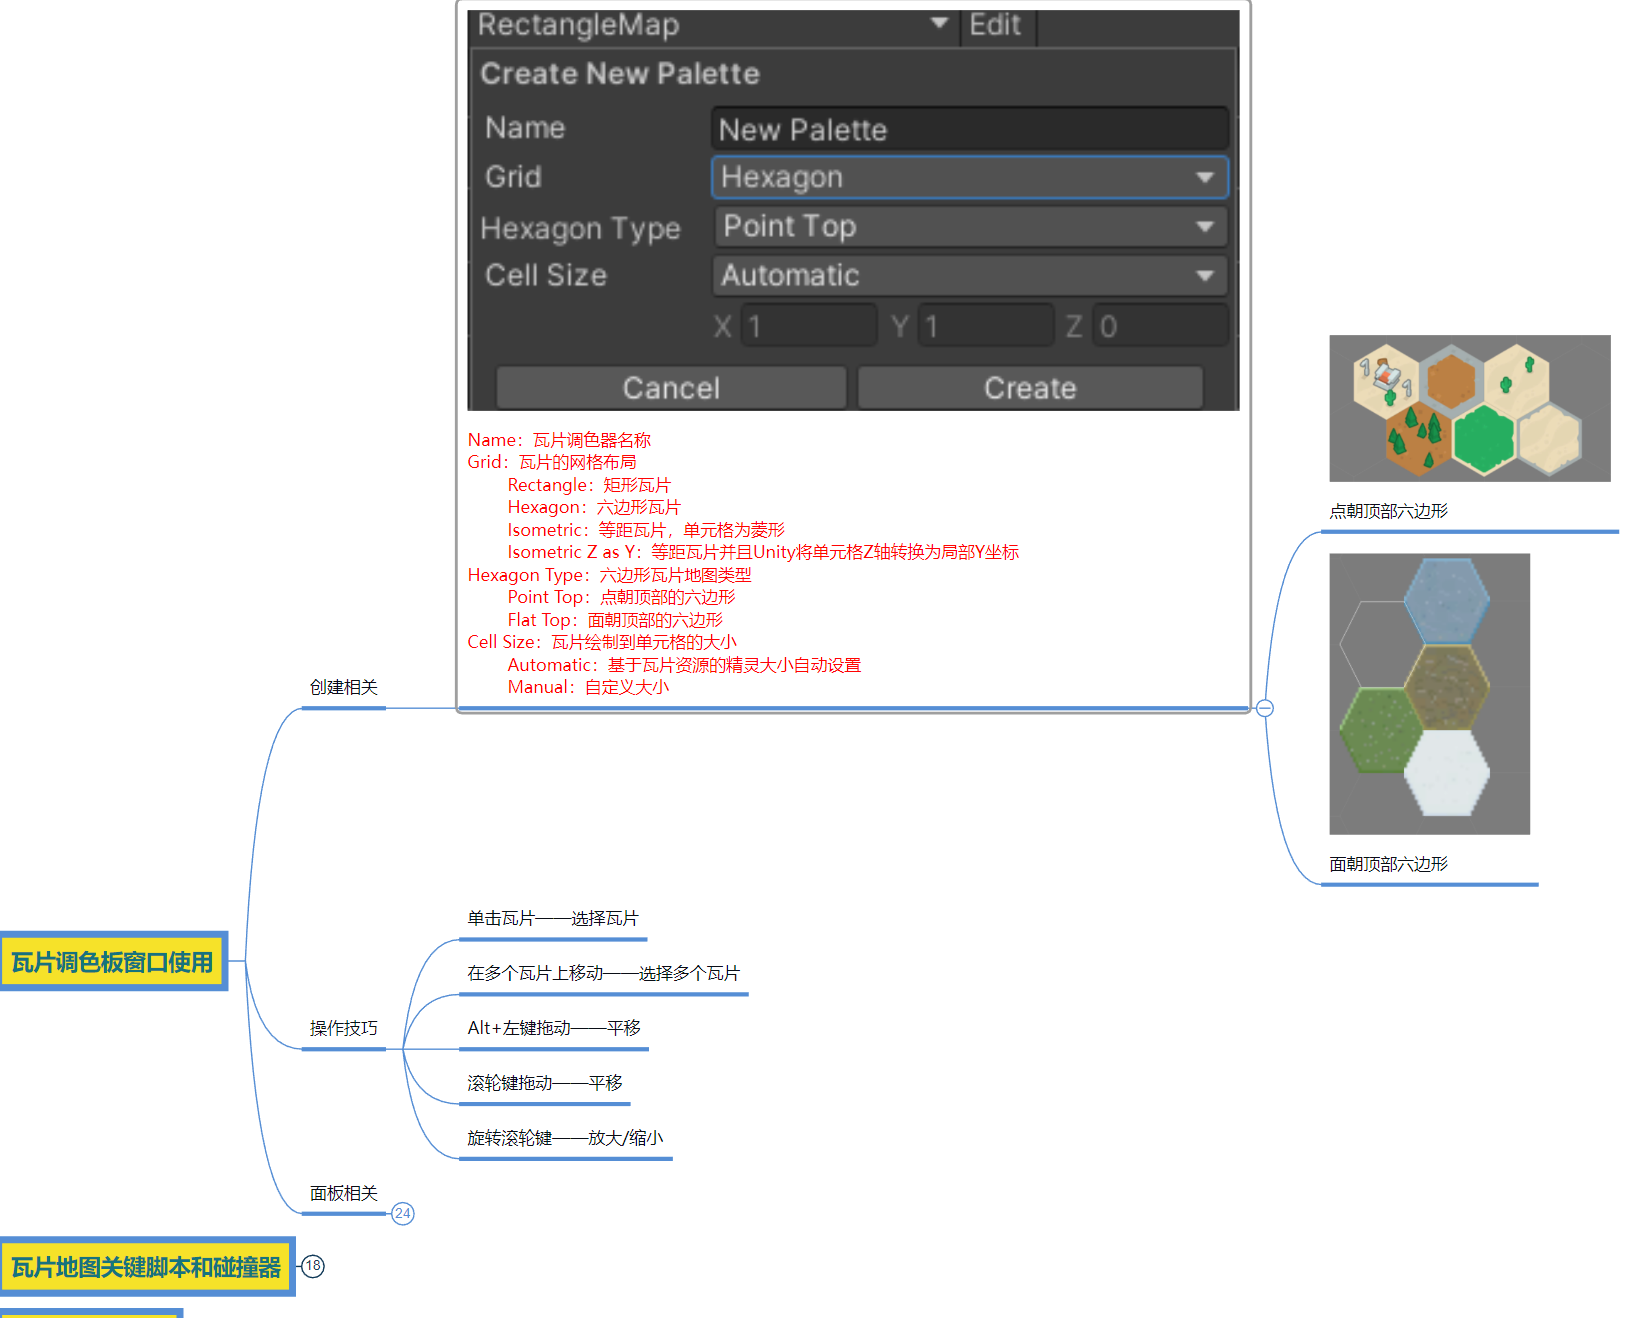 RectangleMap Edit
Create New Palette
Name New Palette
Grid Hexagon
Hexagon Type Point Top
Cell Size Automatic
X 1 Y 1 Z 0
Cancel Create
Name：瓦片调色器名称
Grid：瓦片的网格布局
Rectangle：矩形瓦片
Hexagon：六边形瓦片
Isometric：等距瓦片，单元格为菱形
Isometric Z as Y：等距瓦片并且Unity将单元格Z轴转换为局部Y坐标
Hexagon Type：六边形瓦片地图类型
Point Top：点朝顶部的六边形
Flat Top：面朝顶部的六边形
Cell Size：瓦片绘制到单元格的大小
Automatic：基于瓦片资源的精灵大小自动设置
Manual：自定义大小
点朝顶部六边形
面朝顶部六边形
创建相关
瓦片调色板窗口使用
操作技巧
单击瓦片——选择瓦片
在多个瓦片上移动——选择多个瓦片
Alt+左键拖动——平移
滚轮键拖动——平移
旋转滚轮键——放大/缩小
面板相关
24
瓦片地图关键脚本和碰撞器
18